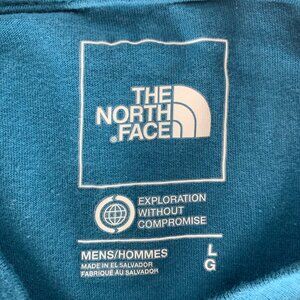 THE
NORTH
FACE
EXPLORATION
WITHOUT
COMPROMISE
MENS/HOMMES
MADE IN EL SALVADOR
FABRIQUÉ AU SALVADOR
L
G